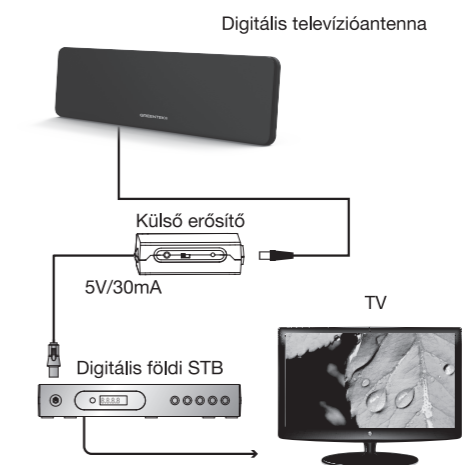 Digitális televízióantenna
Külső erősítő
5V/30mA
TV
Digitális földi STB